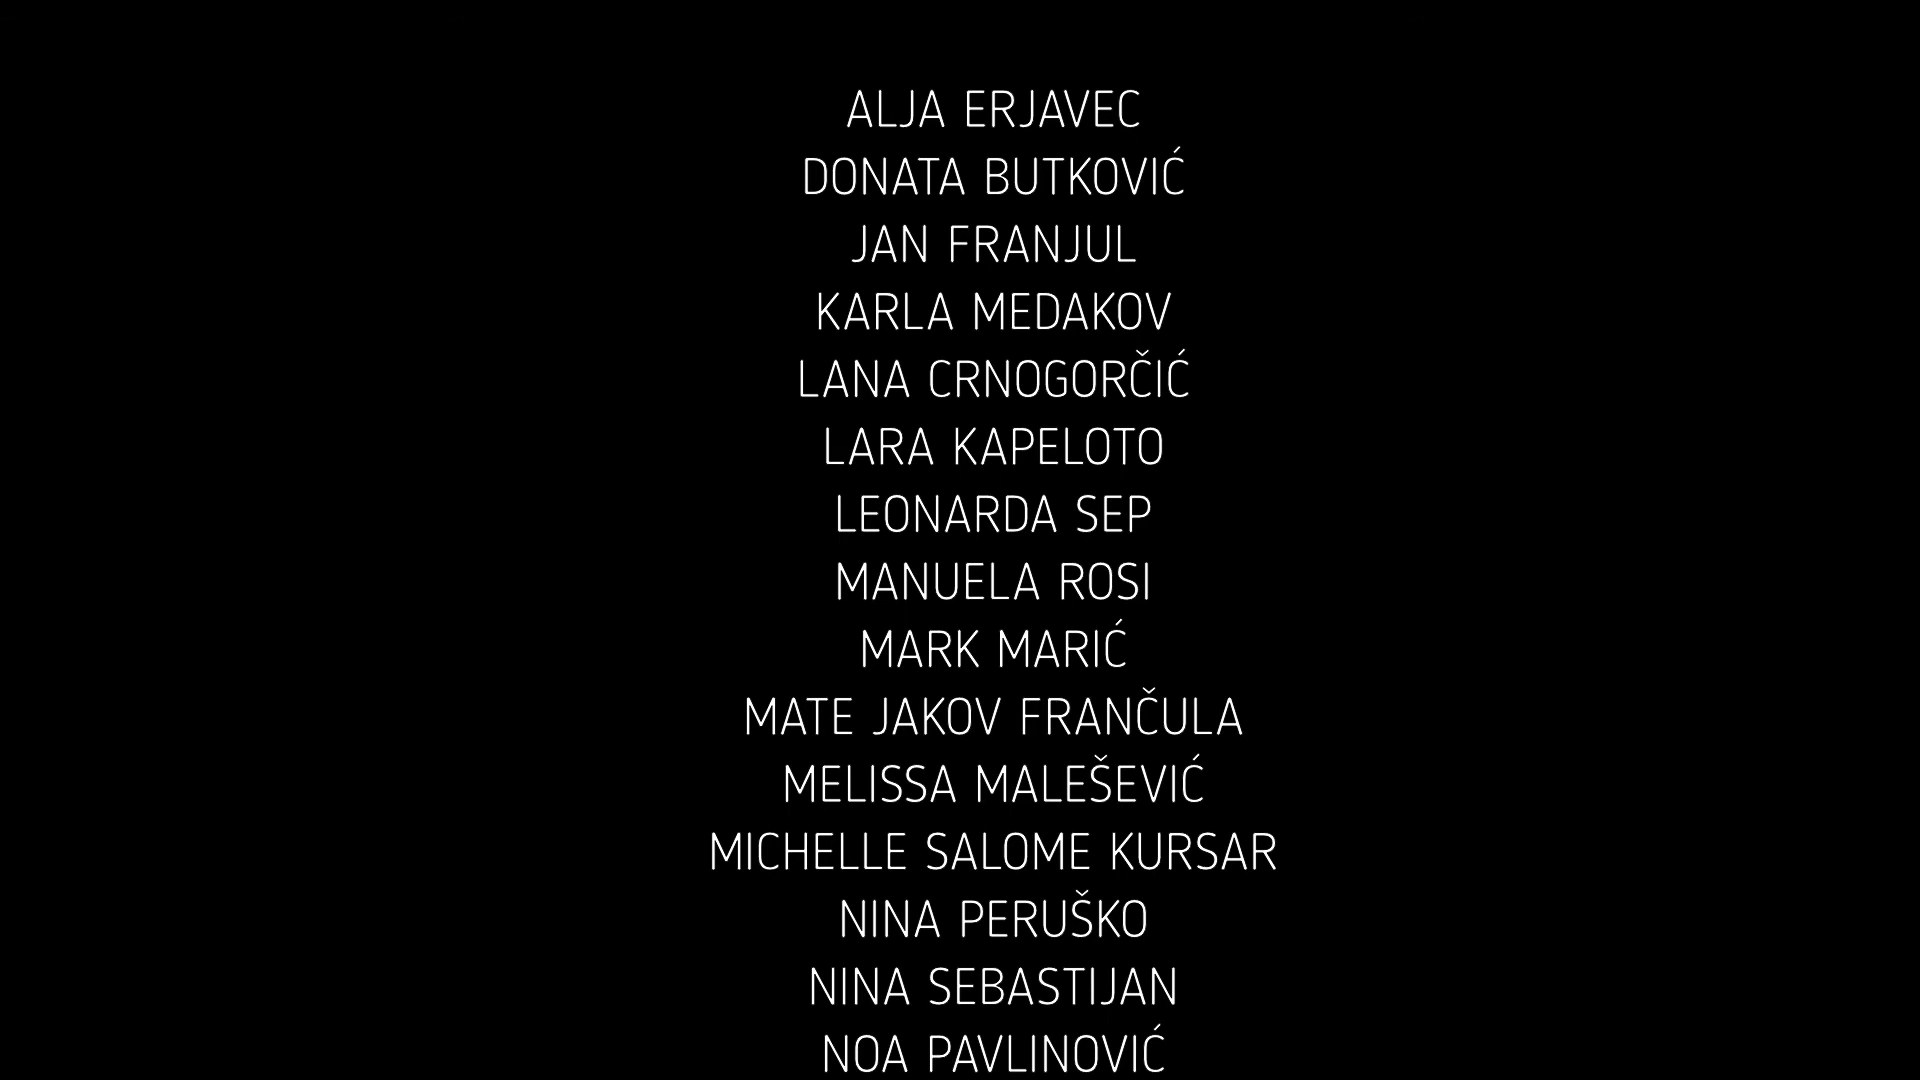 ALJA ERJAVEC
DONATA BUTKOVIĆ
JAN FRANJUL
KARLA MEDAKOV
LANA CRNOGORČIĆ
LARA KAPELOTO
LEONARDA SEP
MANUELA ROSI
MARK MARIĆ
MATE JAKOV FRANČULA
MELISSA MALEŠEVIĆ
MICHELLE SALOME KURSAR
NINA PERUŠKO
NINA SEBASTIJAN
NOA PAVLINOVIĆ